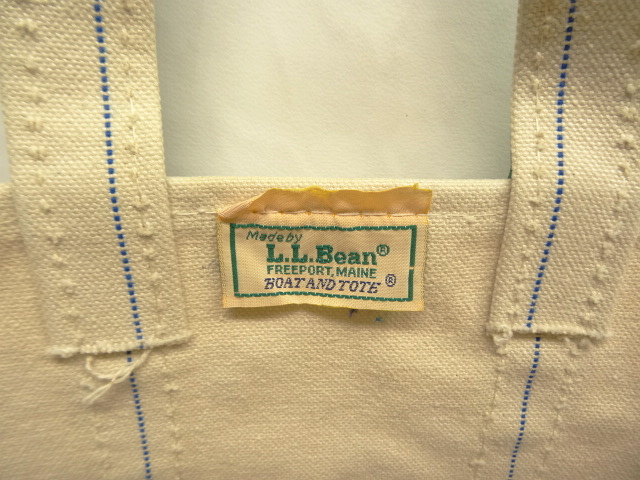 Made by
L.L.Bean®
FREEPORT, MAINE
BOAT AND TOTE®